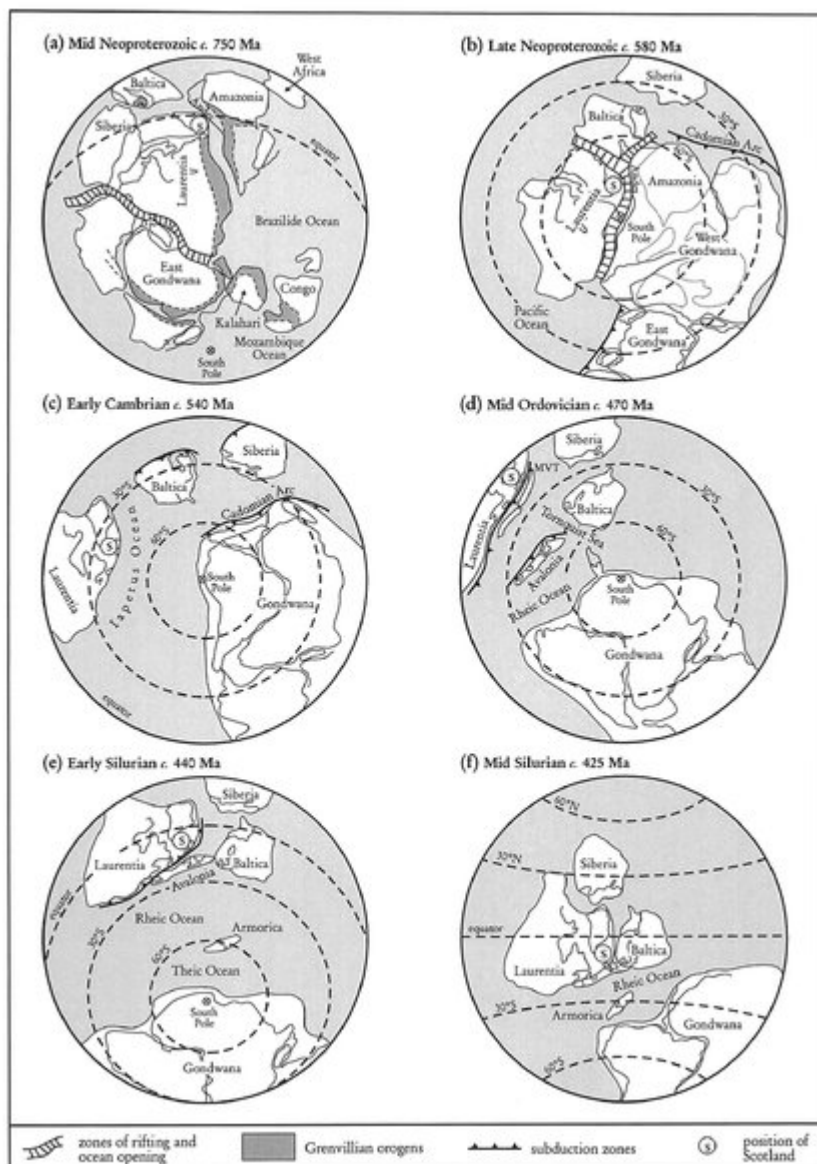 (a) Mid Neoproterozoic c. 750 Ma
West
Africa
Baltica
Amazonia
Siberia
S
equator
Laurentia
Brazilide Ocean
East
Gondwana
Congo
Kalahari
Mozambique
Ocean
South
Pole
(b) Late Neoproterozoic c. 580 Ma
Siberia
30°S
Baltica
Cadomian Arc
60°S
S
Amazonia
Laurentia
South
Pole
West
Gondwana
Pacific
Ocean
East
Gondwana
(c) Early Cambrian c. 540 Ma
Siberia
30°S
Baltica
Cadomian Arc
60°S
S
Iapetus Ocean
Laurentia
South
Pole
Gondwana
equator
(d) Mid Ordovician c. 470 Ma
Siberia
MVT
S
30°S
Baltica
Laurentia
Tornquist Sea
60°S
Avalonia
South
Pole
Rheic Ocean
Gondwana
(e) Early Silurian c. 440 Ma
Siberia
S
Laurentia
Baltica
Avalonia
equator
Rheic Ocean
30°S
Armorica
60°S
Theic Ocean
South
Pole
Gondwana
(f) Mid Silurian c. 425 Ma
60°N
30°N
Siberia
equator
S
Baltica
Laurentia
Rheic Ocean
30°S
Armorica
Gondwana
60°S
zones of rifting and
ocean opening
Grenvillian orogens
subduction zones
S
position of
Scotland